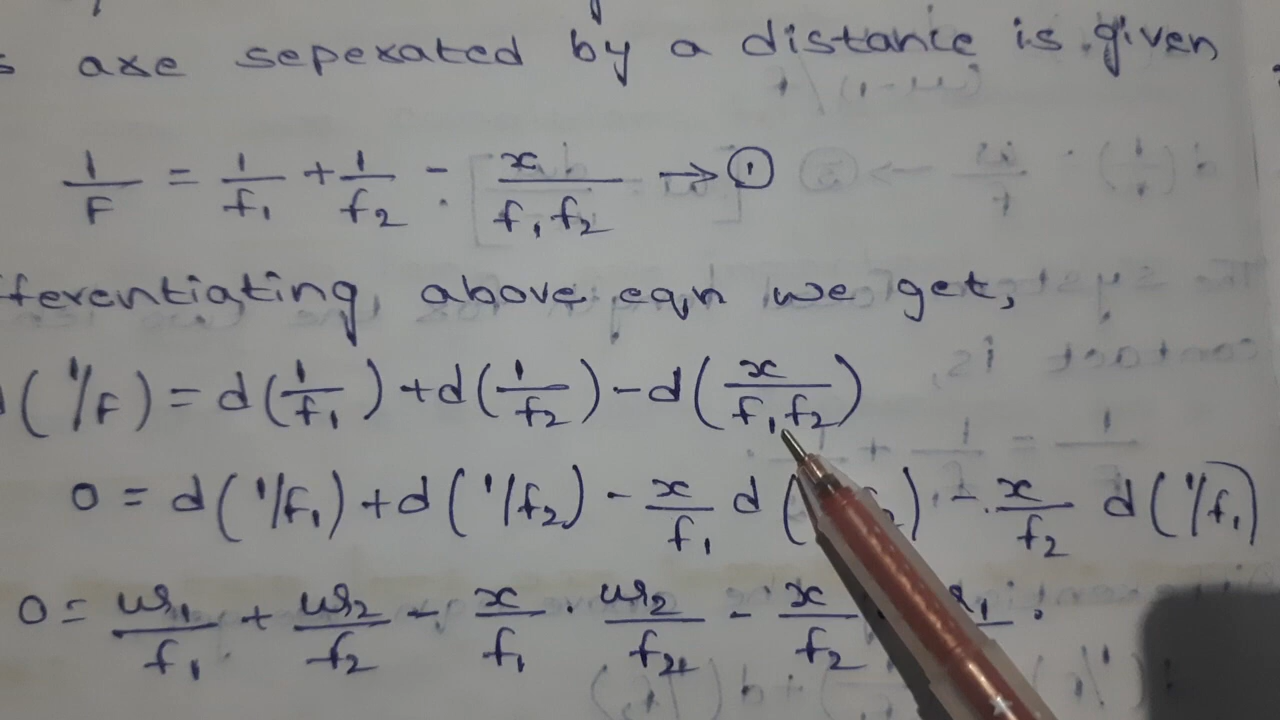 s are seperated by a distance is given
1/F = 1/f₁ + 1/f₂ - x/f₁f₂ → ①
fferentiating above eqn we get,
d(1/F) = d(1/f₁) + d(1/f₂) - d(x/f₁f₂)
0 = d(1/f₁) + d(1/f₂) - x/f₁ d( ₂) - x/f₂ d(1/f₁)
0 = ω₁/f₁ + ω₂/f₂ - x/f₁ · ω₂/f₂ - x/f₂